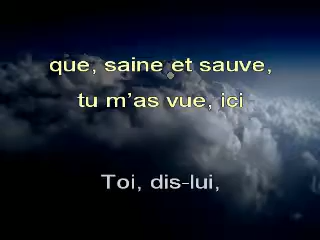 que, saine et sauve,
tu m'as vue, ici
Toi, dis-lui,